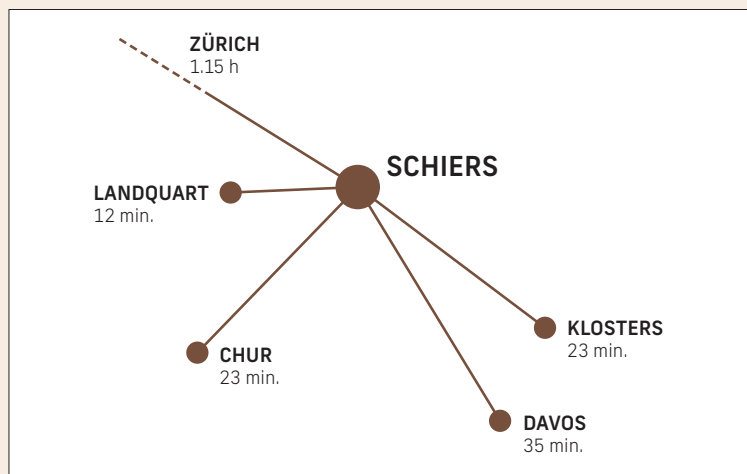 ZÜRICH
1.15 h
SCHIERS
LANDQUART
12 min.
KLOSTERS
23 min.
CHUR
23 min.
DAVOS
35 min.